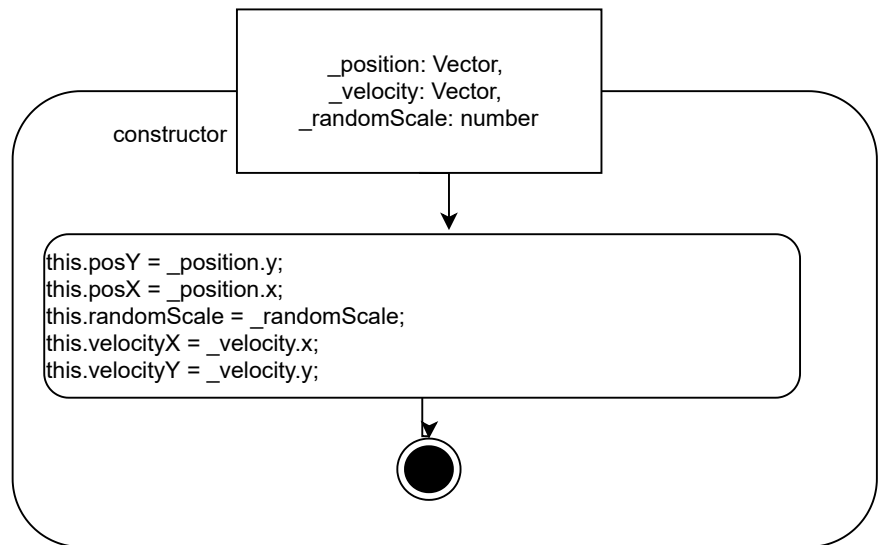 _position: Vector,
_velocity: Vector,
_randomScale: number
constructor
this.posY = _position.y;
this.posX = _position.x;
this.randomScale = _randomScale;
this.velocityX = _velocity.x;
this.velocityY = _velocity.y;